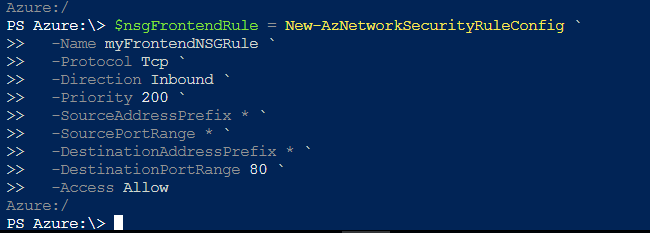 Azure:/
PS Azure:\> $nsgFrontendRule = New-AzNetworkSecurityRuleConfig `
>>   -Name myFrontendNSGRule `
>>   -Protocol Tcp `
>>   -Direction Inbound `
>>   -Priority 200 `
>>   -SourceAddressPrefix * `
>>   -SourcePortRange * `
>>   -DestinationAddressPrefix * `
>>   -DestinationPortRange 80 `
>>   -Access Allow
Azure:/
PS Azure:\>